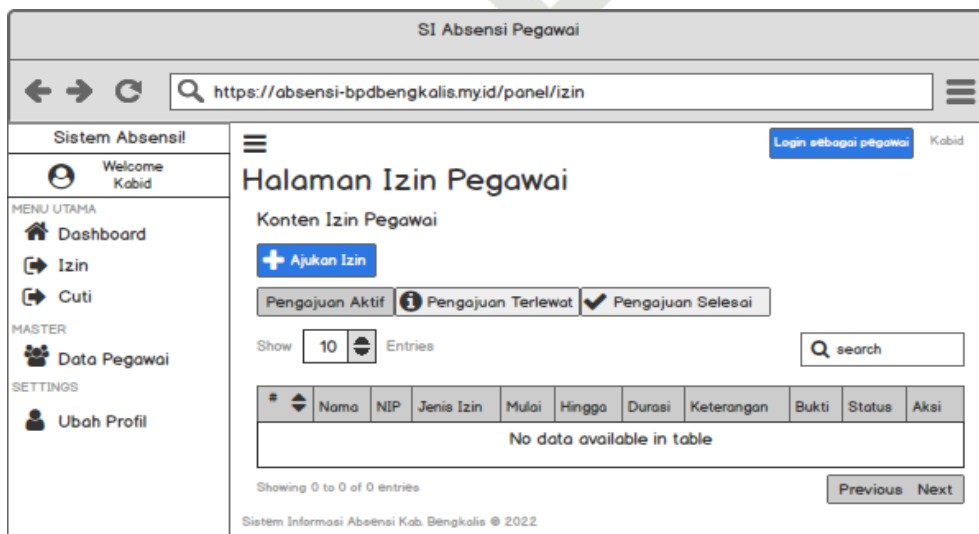 SI Absensi Pegawai
https://absensi-bpdbengkalis.my.id/panel/izin
Sistem Absensi!
Welcome
Kabid
MENU UTAMA
Dashboard
Izin
Cuti
MASTER
Data Pegawai
SETTINGS
Ubah Profil
Login sebagai pegawai Kabid
Halaman Izin Pegawai
Konten Izin Pegawai
Ajukan Izin
Pengajuan Aktif Pengajuan Terlewat Pengajuan Selesai
Show 10 Entries search
# Nama NIP Jenis Izin Mulai Hingga Durasi Keterangan Bukti Status Aksi
No data available in table
Showing 0 to 0 of 0 entries Previous Next
Sistem Informasi Absensi Kab. Bengkalis © 2022